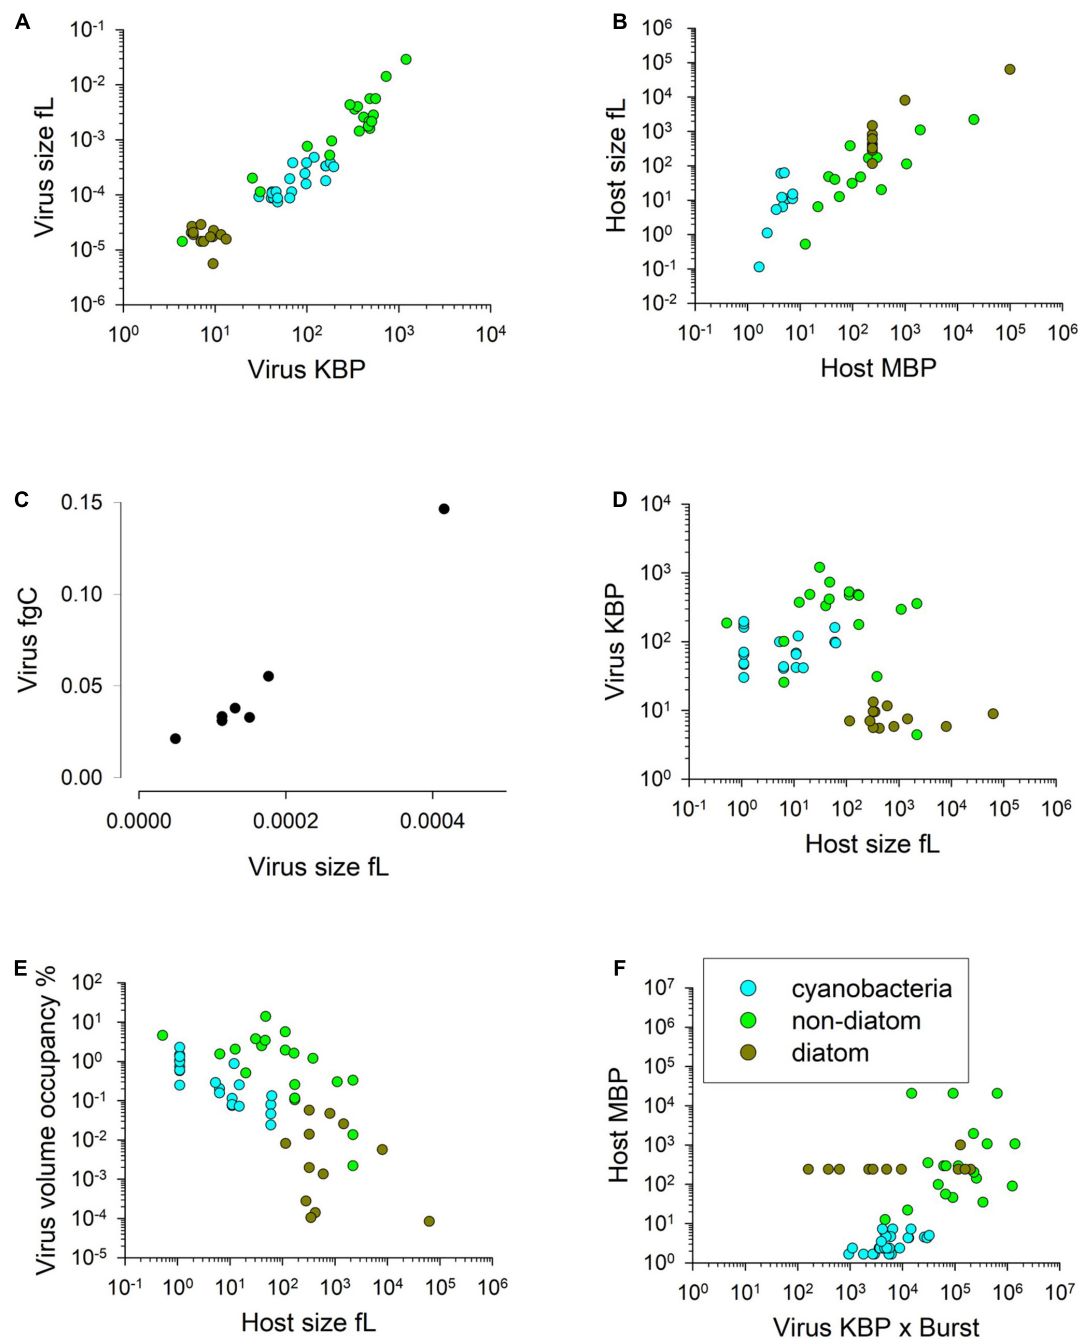 A
10⁻¹
10⁻²
10⁻³
10⁻⁴
10⁻⁵
10⁻⁶
Virus size fL
10⁰ 10¹ 10² 10³ 10⁴
Virus KBP
B
10⁶
10⁵
10⁴
10³
10²
10¹
10⁰
10⁻¹
10⁻²
Host size fL
10⁻¹ 10⁰ 10¹ 10² 10³ 10⁴ 10⁵ 10⁶
Host MBP
C
0.15
0.10
0.05
0.00
Virus fgC
0.0000 0.0002 0.0004
Virus size fL
D
10⁴
10³
10²
10¹
10⁰
Virus KBP
10⁻¹ 10⁰ 10¹ 10² 10³ 10⁴ 10⁵ 10⁶
Host size fL
E
10²
10¹
10⁰
10⁻¹
10⁻²
10⁻³
10⁻⁴
10⁻⁵
Virus volume occupancy %
10⁻¹ 10⁰ 10¹ 10² 10³ 10⁴ 10⁵ 10⁶
Host size fL
F
cyanobacteria
non-diatom
diatom
10⁷
10⁶
10⁵
10⁴
10³
10²
10¹
10⁰
Host MBP
10⁰ 10¹ 10² 10³ 10⁴ 10⁵ 10⁶ 10⁷
Virus KBP x Burst